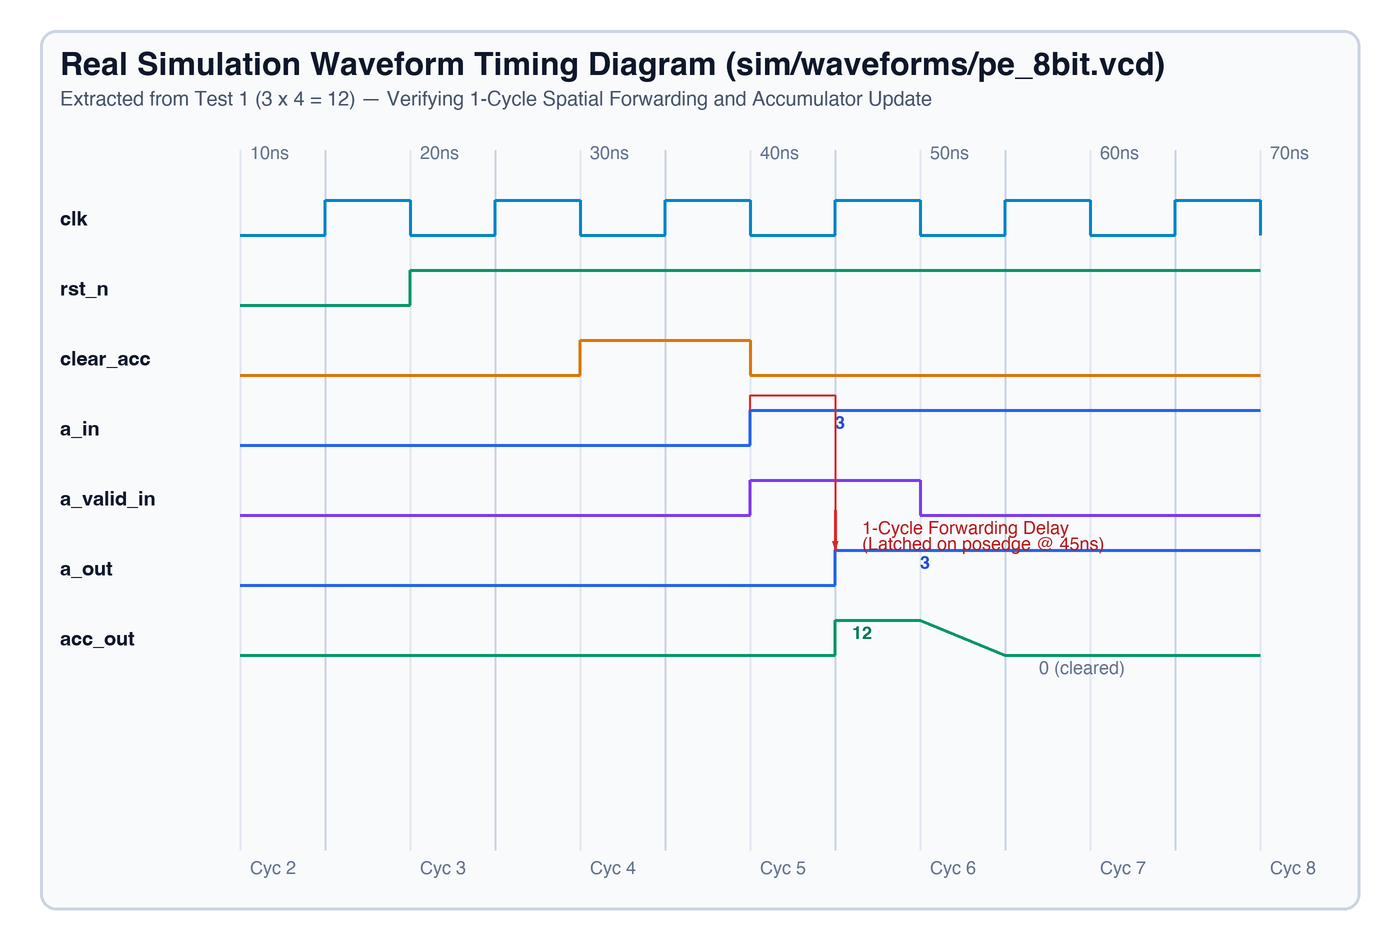 Real Simulation Waveform Timing Diagram (sim/waveforms/pe_8bit.vcd)
Extracted from Test 1 (3 x 4 = 12) — Verifying 1-Cycle Spatial Forwarding and Accumulator Update
10ns 20ns 30ns 40ns 50ns 60ns 70ns
clk
rst_n
clear_acc
a_in
3
a_valid_in
1-Cycle Forwarding Delay
(Latched on posedge @ 45ns)
a_out
3
acc_out
12
0 (cleared)
Cyc 2 Cyc 3 Cyc 4 Cyc 5 Cyc 6 Cyc 7 Cyc 8